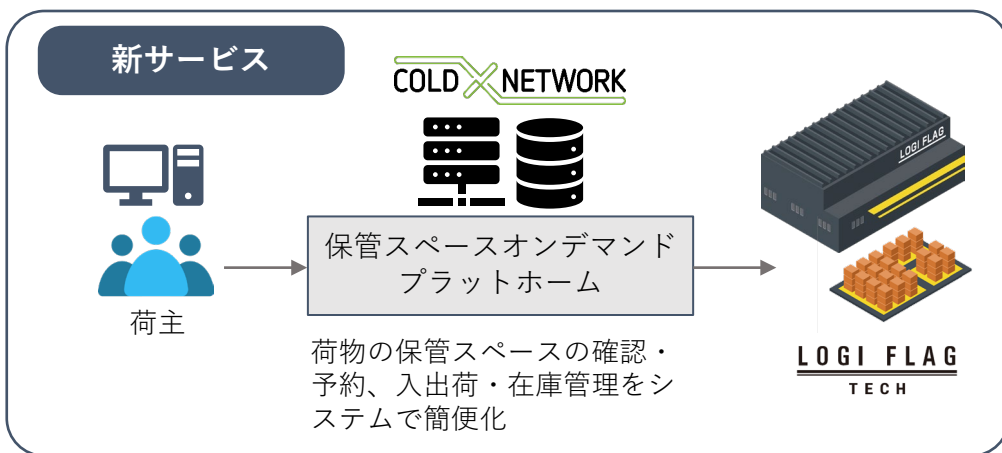 新サービス
COLD X NETWORK
保管スペースオンデマンド
プラットホーム
荷主
荷物の保管スペースの確認・
予約、入出荷・在庫管理をシ
ステムで簡便化
LOGI FLAG
LOGI FLAG
TECH